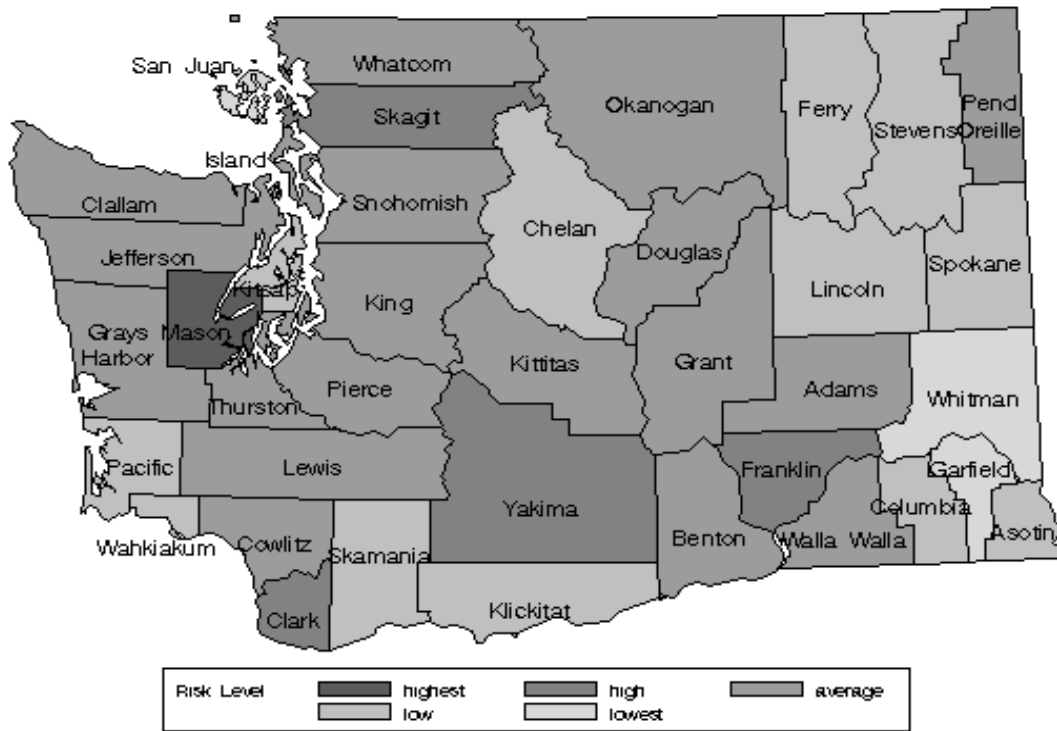 San Juan
Whatcom
Okanogan
Ferry
Stevens
Pend
Oreille
Skagit
Island
Clallam
Snohomish
Chelan
Douglas
Jefferson
Kitsap
King
Lincoln
Spokane
Grays
Harbor
Mason
Kittitas
Grant
Adams
Pierce
Thurston
Whitman
Pacific
Lewis
Yakima
Franklin
Garfield
Columbia
Wahkiakum
Cowlitz
Skamania
Benton
Walla Walla
Asotin
Clark
Klickitat
Risk Level
highest
high
average
low
lowest